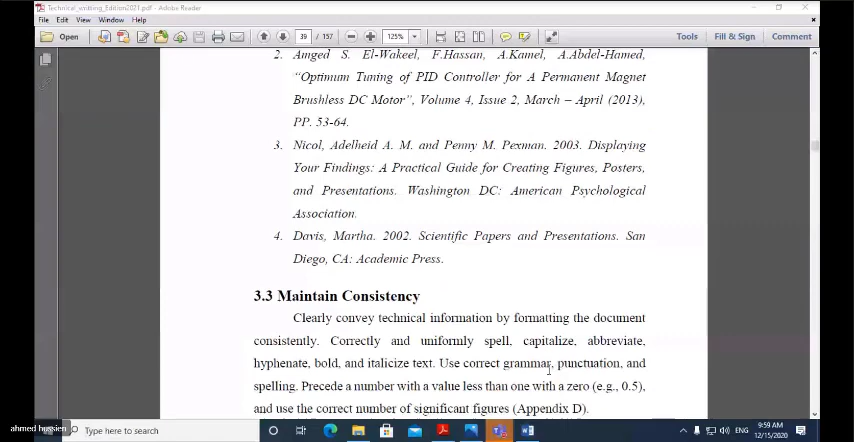 Technical_writting_Edition2021.pdf - Adobe Reader
File Edit View Window Help
Open 39 / 157 125% Tools Fill & Sign Comment
2. Amged S. El-Wakeel, F.Hassan, A.Kamel, A.Abdel-Hamed,
“Optimum Tuning of PID Controller for A Permanent Magnet
Brushless DC Motor”, Volume 4, Issue 2, March – April (2013),
PP. 53-64.
3. Nicol, Adelheid A. M. and Penny M. Pexman. 2003. Displaying
Your Findings: A Practical Guide for Creating Figures, Posters,
and Presentations. Washington DC: American Psychological
Association.
4. Davis, Martha. 2002. Scientific Papers and Presentations. San
Diego, CA: Academic Press.
3.3 Maintain Consistency
Clearly convey technical information by formatting the document
consistently. Correctly and uniformly spell, capitalize, abbreviate,
hyphenate, bold, and italicize text. Use correct grammar, punctuation, and
spelling. Precede a number with a value less than one with a zero (e.g., 0.5),
and use the correct number of significant figures (Appendix D).
ahmed hussien
Type here to search
ENG
9:59 AM
12/15/2020